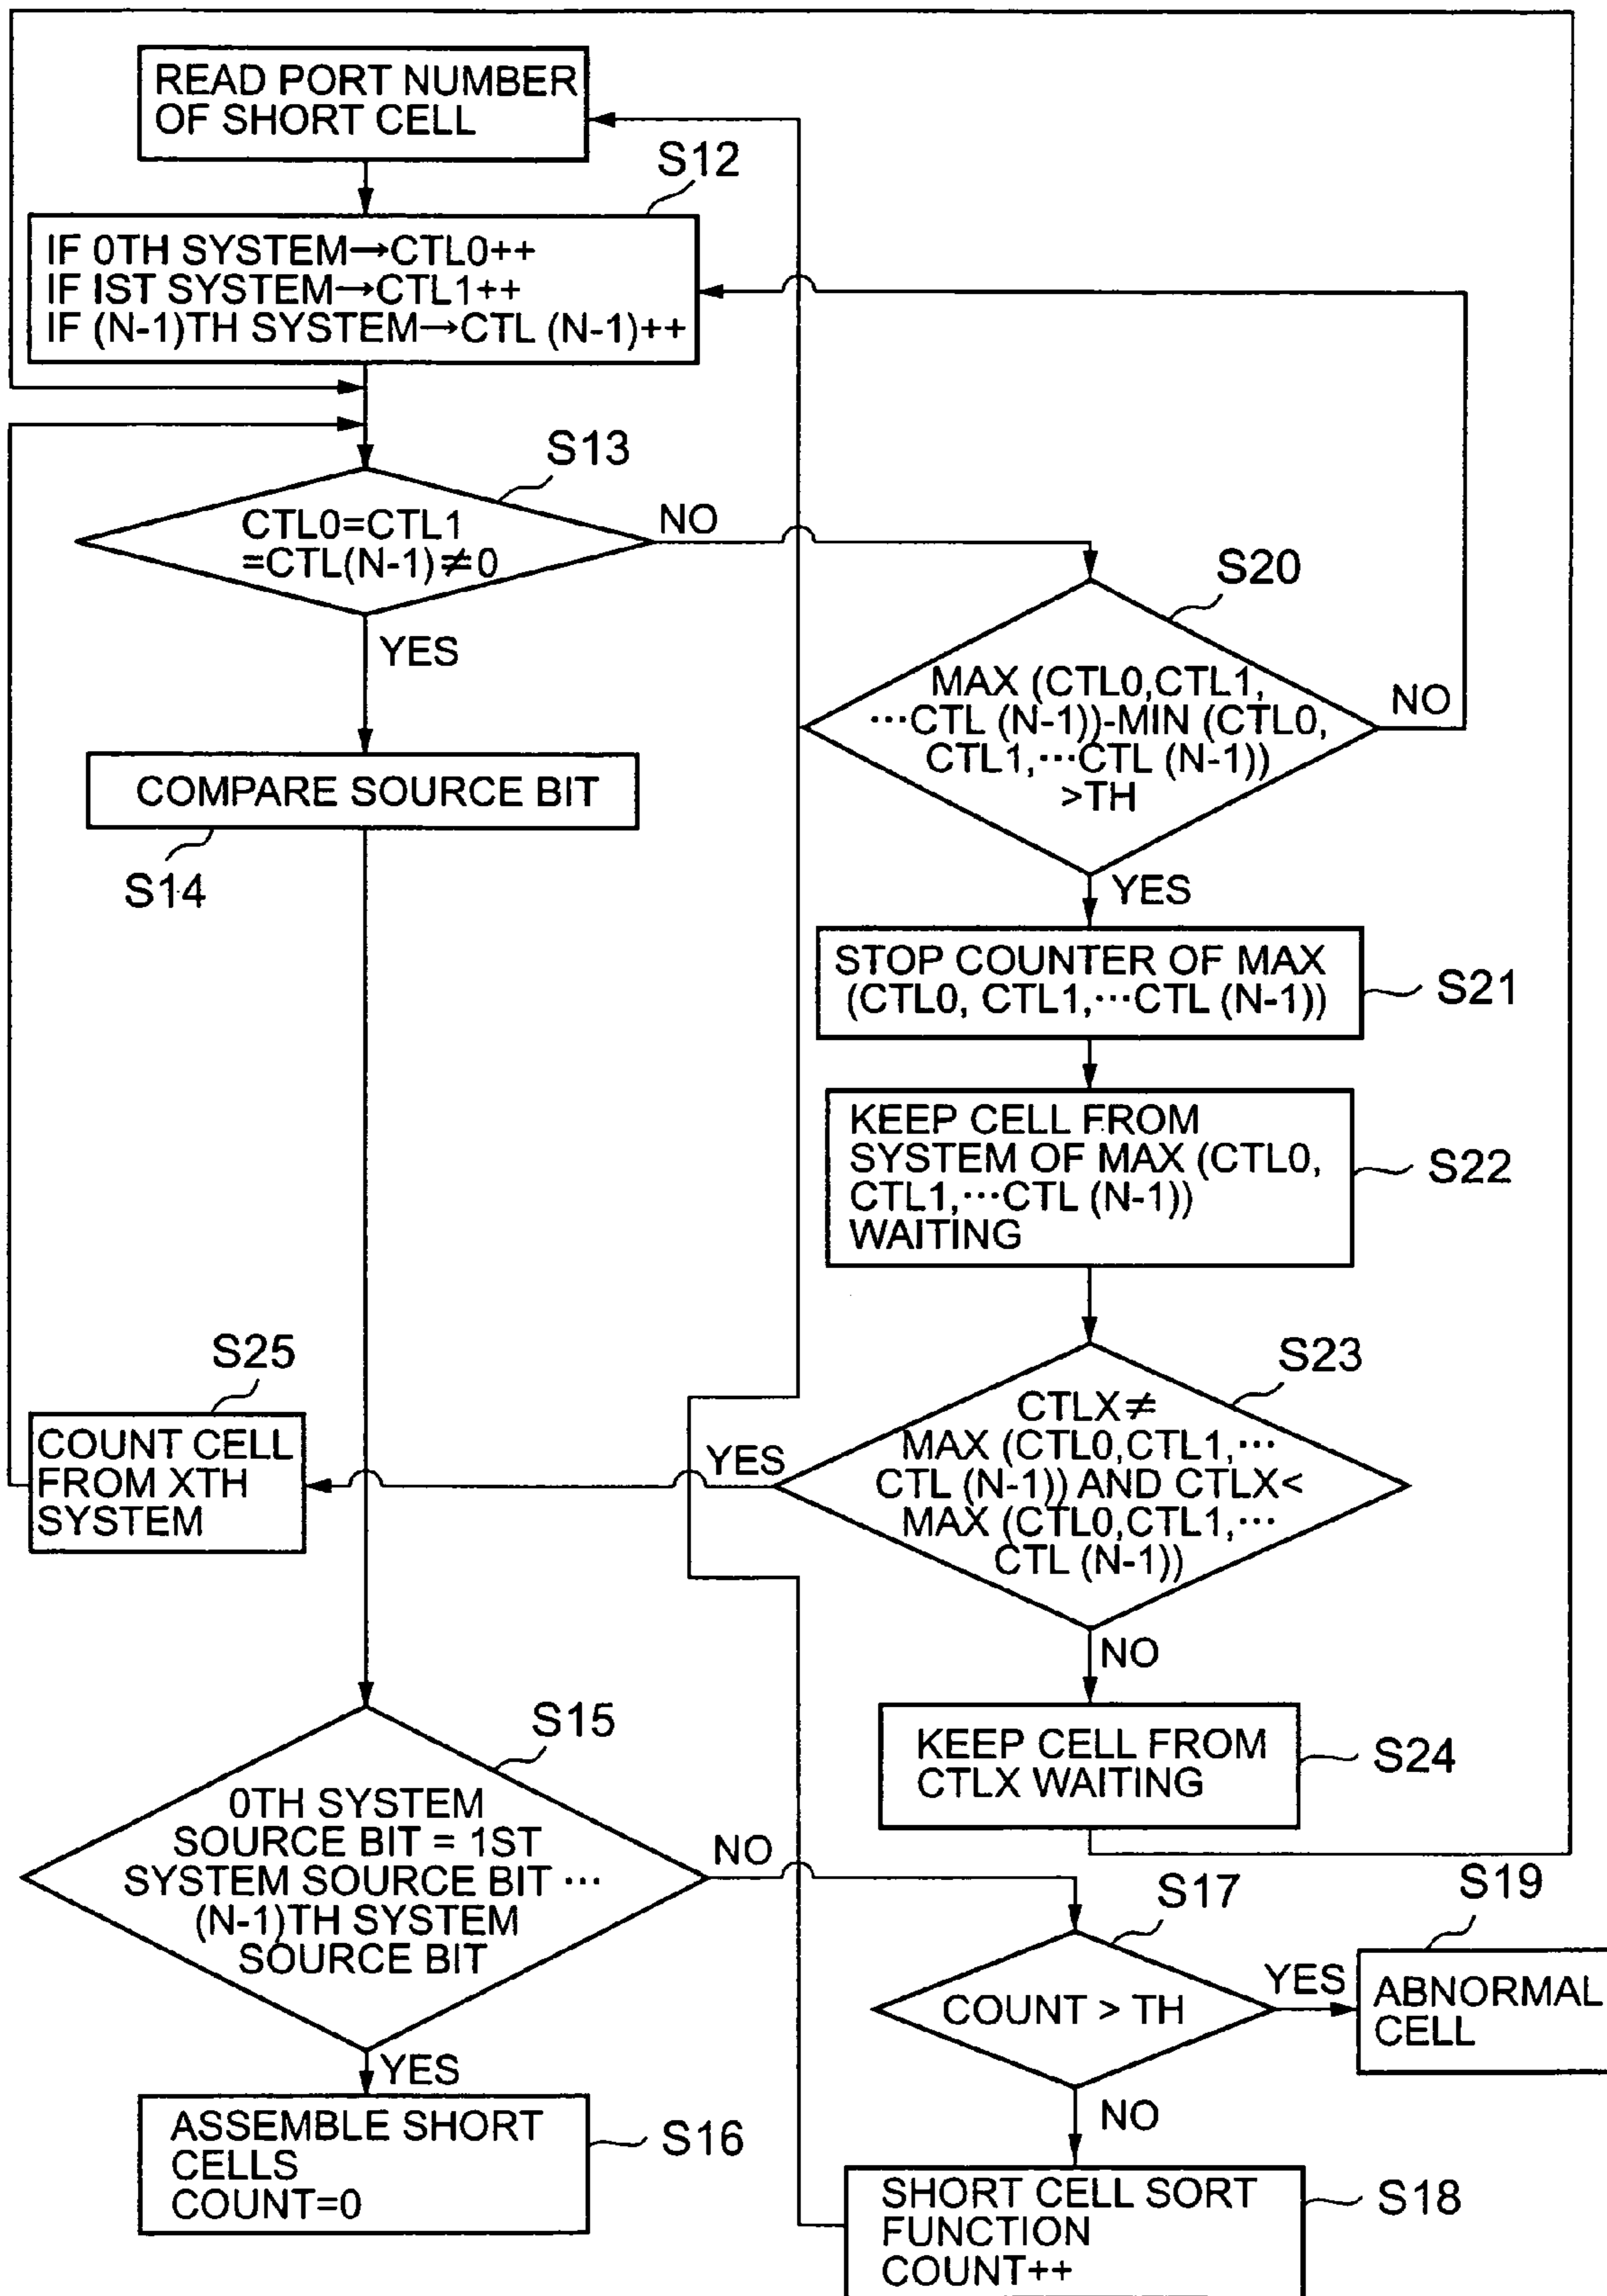 READ PORT NUMBER
OF SHORT CELL
S12
IF 0TH SYSTEM→CTL0++
IF IST SYSTEM→CTL1++
IF (N-1)TH SYSTEM→CTL (N-1)++
S13
CTL0=CTL1
=CTL(N-1)≠0
NO
YES
S20
MAX (CTL0,CTL1,
···CTL (N-1))-MIN (CTL0,
CTL1,···CTL (N-1))
>TH
NO
YES
COMPARE SOURCE BIT
S14
STOP COUNTER OF MAX
(CTL0, CTL1,···CTL (N-1))
S21
KEEP CELL FROM
SYSTEM OF MAX (CTL0,
CTL1,···CTL (N-1))
WAITING
S22
S23
CTLX≠
MAX (CTL0,CTL1,···
CTL (N-1)) AND CTLX<
MAX (CTL0,CTL1,···
CTL (N-1))
YES
NO
S25
COUNT CELL
FROM XTH
SYSTEM
KEEP CELL FROM
CTLX WAITING
S24
S15
0TH SYSTEM
SOURCE BIT = 1ST
SYSTEM SOURCE BIT ···
(N-1)TH SYSTEM
SOURCE BIT
NO
YES
S17
COUNT > TH
YES
NO
S19
ABNORMAL
CELL
ASSEMBLE SHORT
CELLS
COUNT=0
S16
SHORT CELL SORT
FUNCTION
COUNT++
S18